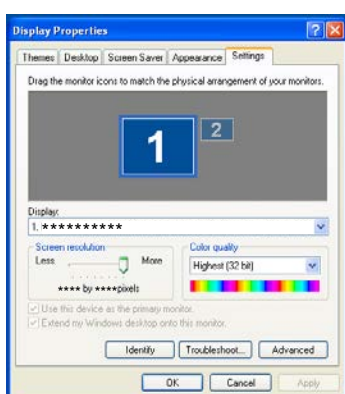 Display Properties
Themes Desktop Screen Saver Appearance Settings
Drag the monitor icons to match the physical arrangement of your monitors.
1 2
Display:
1. **********
Screen resolution
Less More
**** by ****pixels
Color quality
Highest (32 bit)
Use this device as the primary monitor.
Extend my Windows desktop onto this monitor.
Identify Troubleshoot... Advanced
OK Cancel Apply